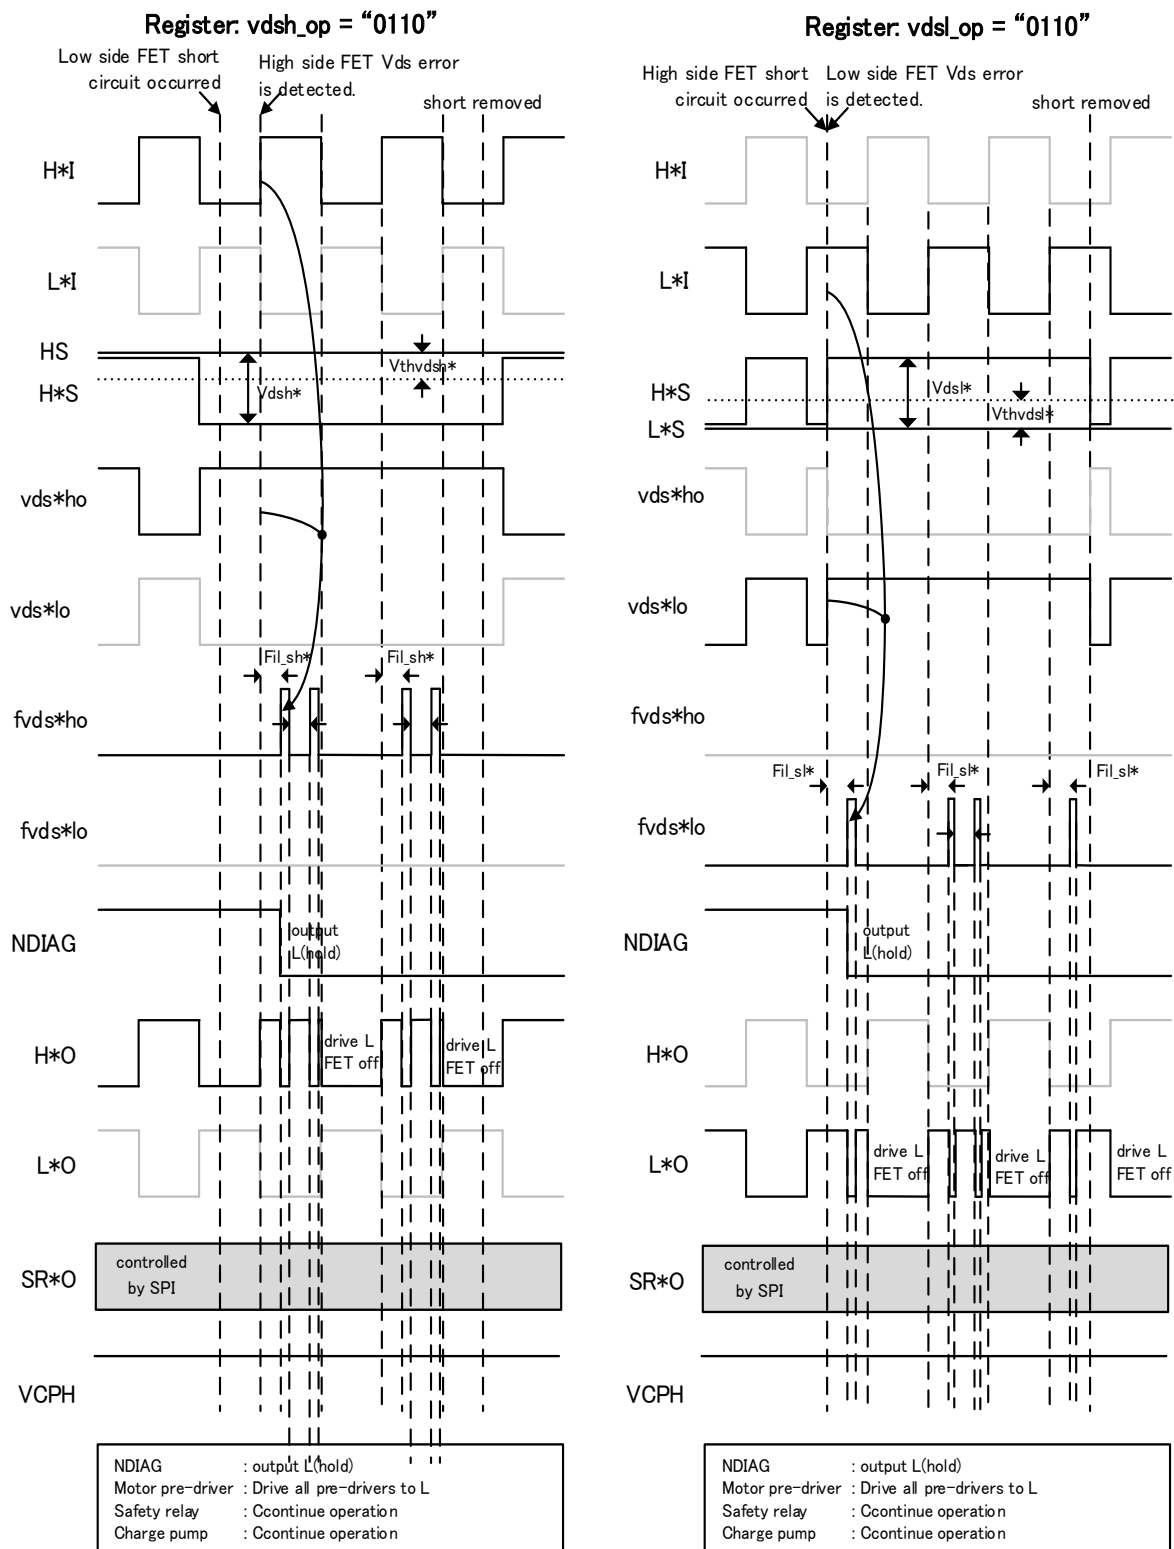 Register: vdsh_op = “0110”
Low side FET short
circuit occurred
High side FET Vds error
is detected.
short removed
H*I
L*I
HS
Vthvdsh*
H*S
Vdsh*
vds*ho
vds*lo
Fil_sh*
Fil_sh*
fvds*ho
fvds*lo
NDIAG
output
L(hold)
H*O
drive L
FET off
drive L
FET off
L*O
SR*O
controlled
by SPI
VCPH
NDIAG : output L(hold)
Motor pre-driver : Drive all pre-drivers to L
Safety relay : Ccontinue operation
Charge pump : Ccontinue operation
Register: vdsl_op = “0110”
High side FET short
circuit occurred
Low side FET Vds error
is detected.
short removed
H*I
L*I
H*S
Vdsl*
Vthvdsl*
L*S
vds*ho
vds*lo
fvds*ho
Fil_sl*
Fil_sl*
Fil_sl*
fvds*lo
NDIAG
output
L(hold)
H*O
L*O
drive L
FET off
drive L
FET off
drive L
FET off
SR*O
controlled
by SPI
VCPH
NDIAG : output L(hold)
Motor pre-driver : Drive all pre-drivers to L
Safety relay : Ccontinue operation
Charge pump : Ccontinue operation